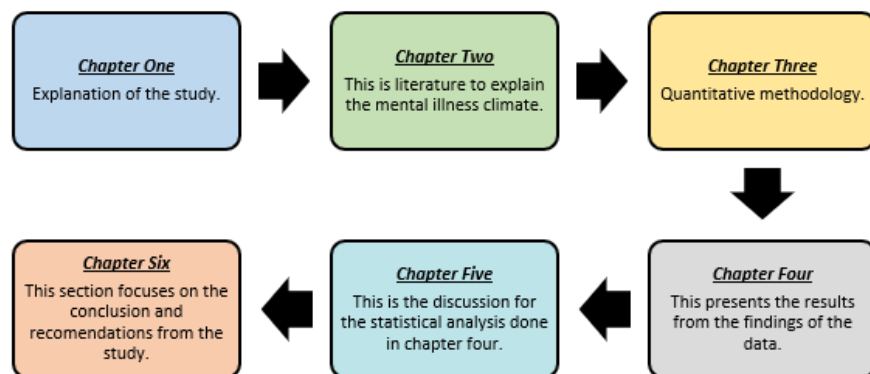 Chapter One
Explanation of the study.
Chapter Two
This is literature to explain
the mental illness climate.
Chapter Three
Quantitative methodology.
Chapter Four
This presents the results
from the findings of the
data.
Chapter Five
This is the discussion for
the statistical analysis done
in chapter four.
Chapter Six
This section focuses on the
conclusion and
recomendations from the
study.